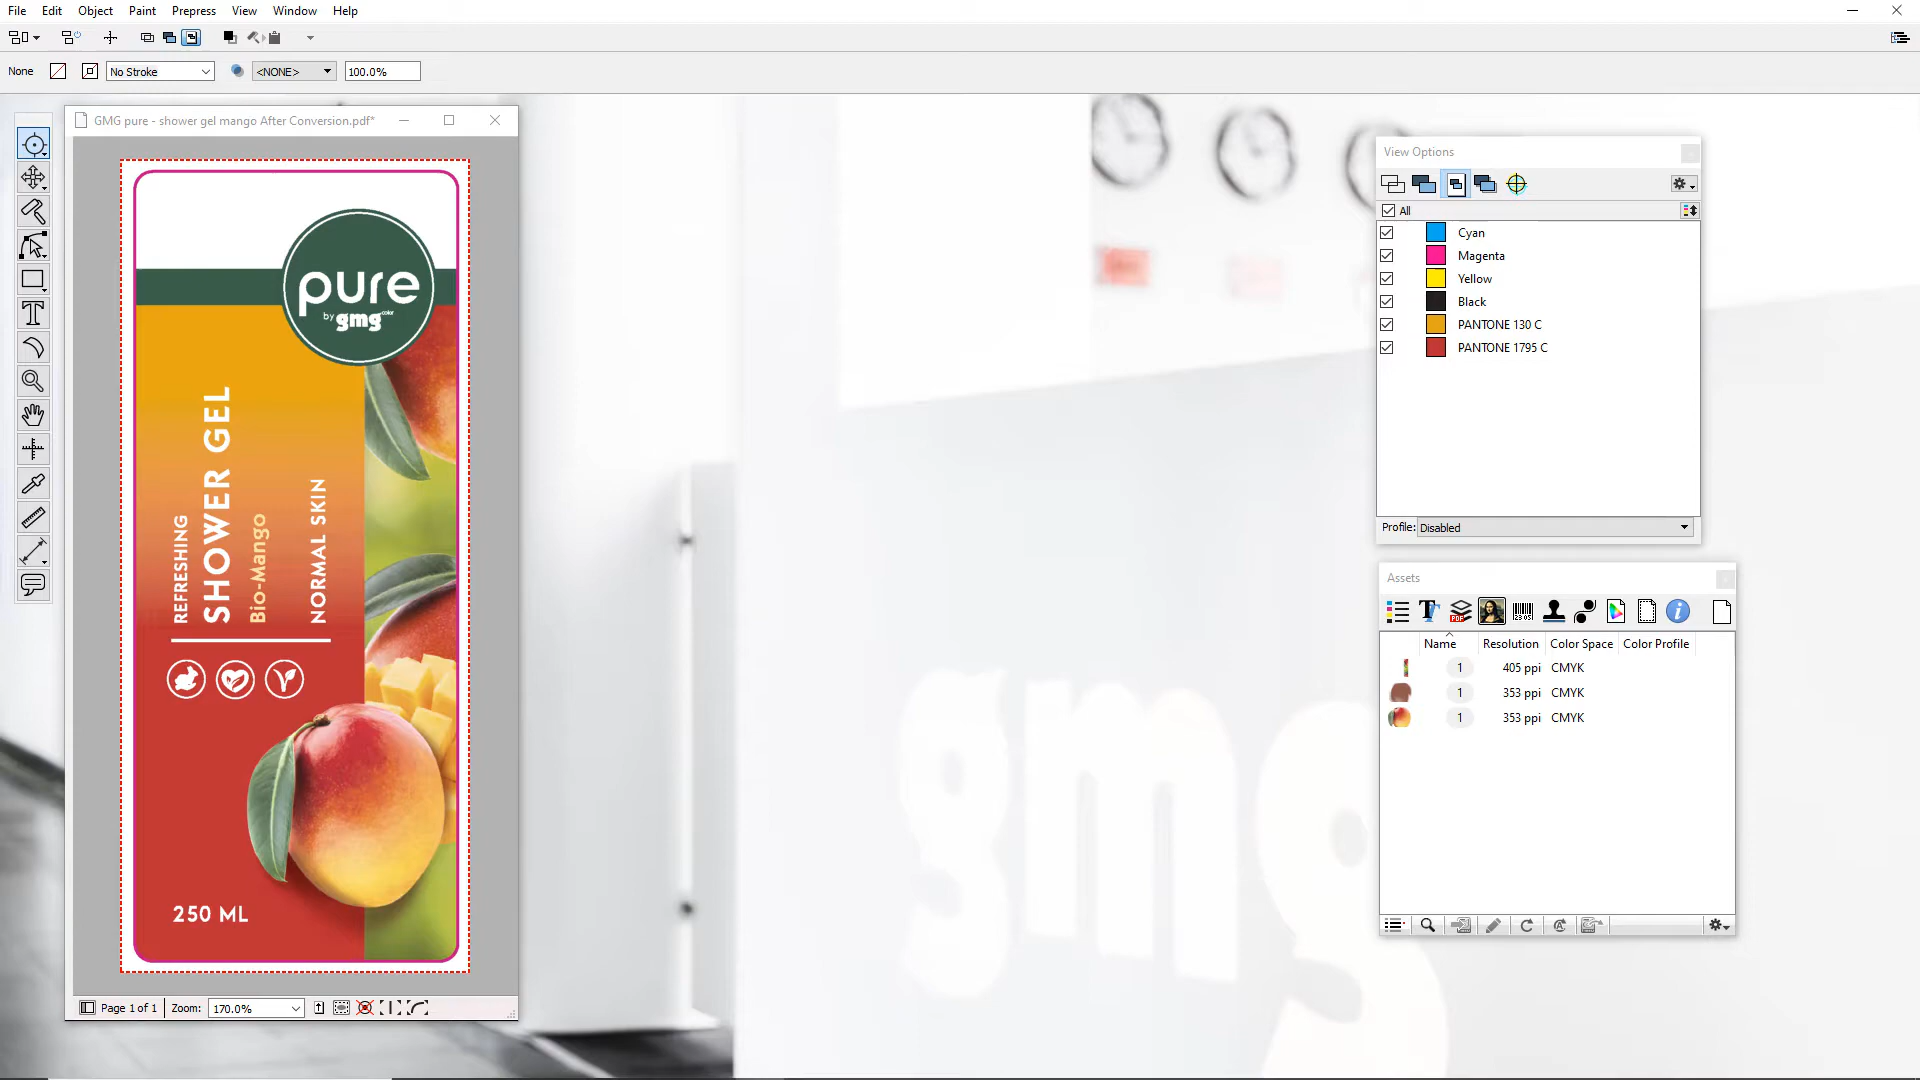 File Edit Object Paint Prepress View Window Help
None No Stroke <NONE> 100.0%
GMG pure - shower gel mango After Conversion.pdf*
pure
by gmg color
REFRESHING
SHOWER GEL
Bio-Mango
NORMAL SKIN
250 ML
Page 1 of 1 Zoom: 170.0%
gmg
View Options
All
Cyan
Magenta
Yellow
Black
PANTONE 130 C
PANTONE 1795 C
Profile: Disabled
Assets
Name Resolution Color Space Color Profile
1 405 ppi CMYK
1 353 ppi CMYK
1 353 ppi CMYK